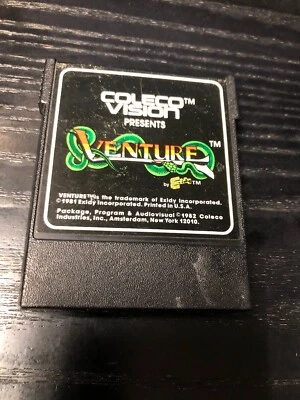 COLECO™
VISION
PRESENTS
VENTURE™
by Exidy™
VENTURE™ is the trademark of Exidy Incorporated.
©1981 Exidy Incorporated. Printed in U.S.A.
Package, Program & Audiovisual ©1982 Coleco
Industries, Inc., Amsterdam, New York 12010.